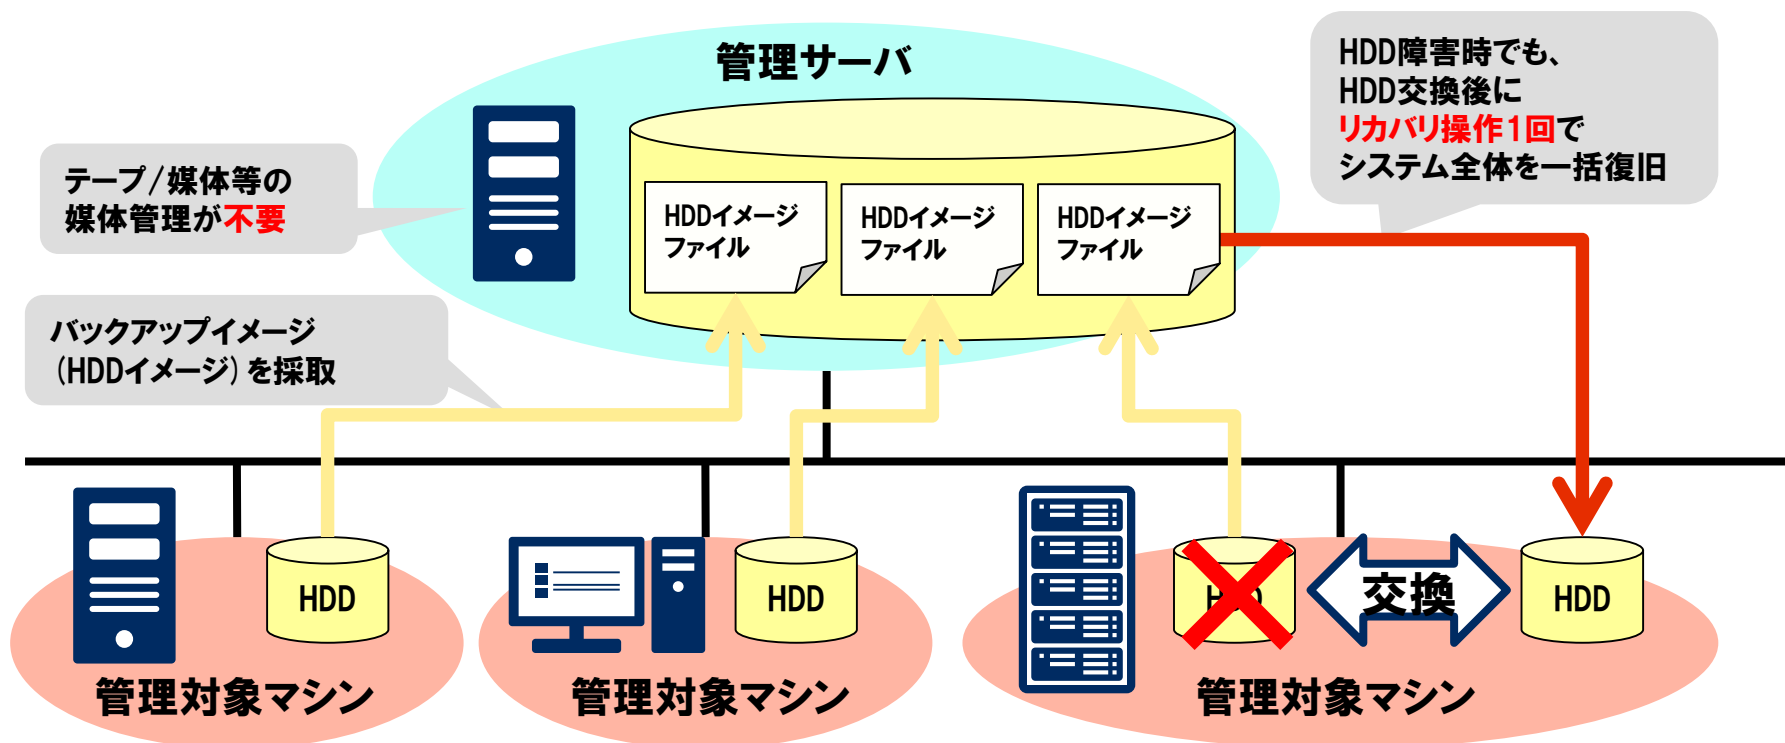 管理サーバ
HDD障害時でも、
HDD交換後に
リカバリ操作1回で
システム全体を一括復旧
テープ/媒体等の
媒体管理が不要
HDDイメージ
ファイル
HDDイメージ
ファイル
HDDイメージ
ファイル
バックアップイメージ
(HDDイメージ)を採取
HDD
HDD
HDD
交換
HDD
管理対象マシン
管理対象マシン
管理対象マシン